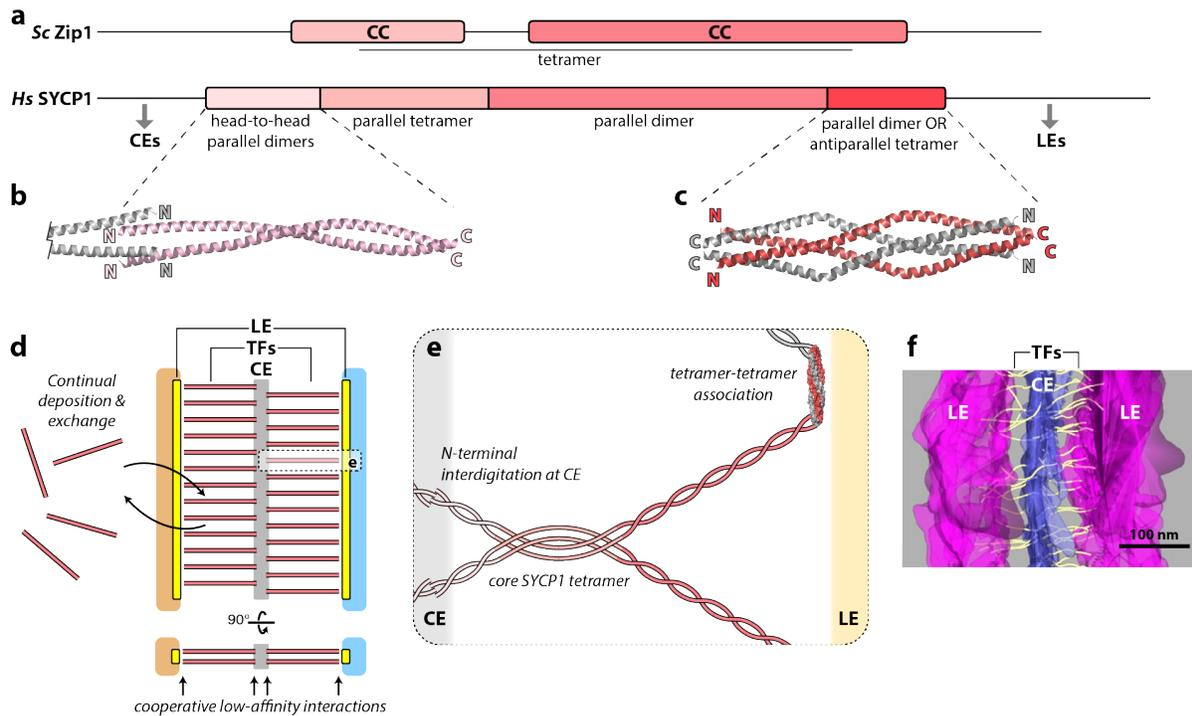 a
Sc Zip1
CC
CC
tetramer
Hs SYCP1
CEs
head-to-head
parallel dimers
parallel tetramer
parallel dimer
parallel dimer OR
antiparallel tetramer
LEs
b
N
N
N
N
C
C
c
N
C
C
N
N
C
C
N
d
LE
TFs
CE
Continual
deposition &
exchange
e
90°
cooperative low-affinity interactions
e
tetramer-tetramer
association
N-terminal
interdigitation at CE
core SYCP1 tetramer
CE
LE
f
TFs
CE
LE
LE
100 nm